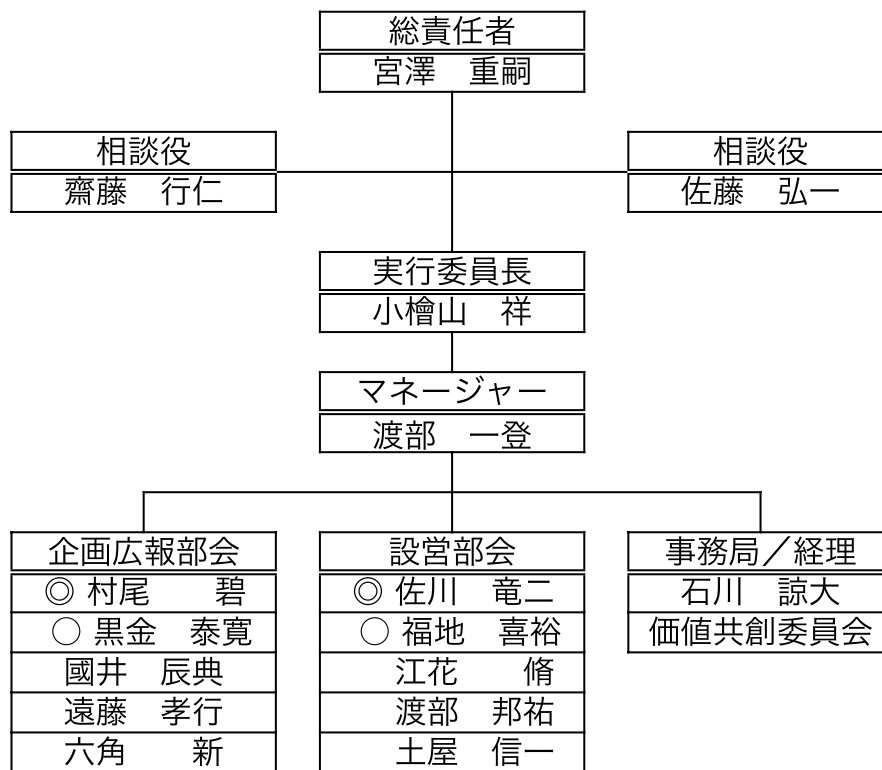 総責任者
宮澤　重嗣
相談役
齋藤　行仁
相談役
佐藤　弘一
実行委員長
小檜山　祥
マネージャー
渡部　一登
企画広報部会
◎ 村尾　　碧
○ 黒金　泰寛
國井　辰典
遠藤　孝行
六角　　新
設営部会
◎ 佐川　竜二
○ 福地　喜裕
江花　　脩
渡部　邦祐
土屋　信一
事務局／経理
石川　諒大
価値共創委員会